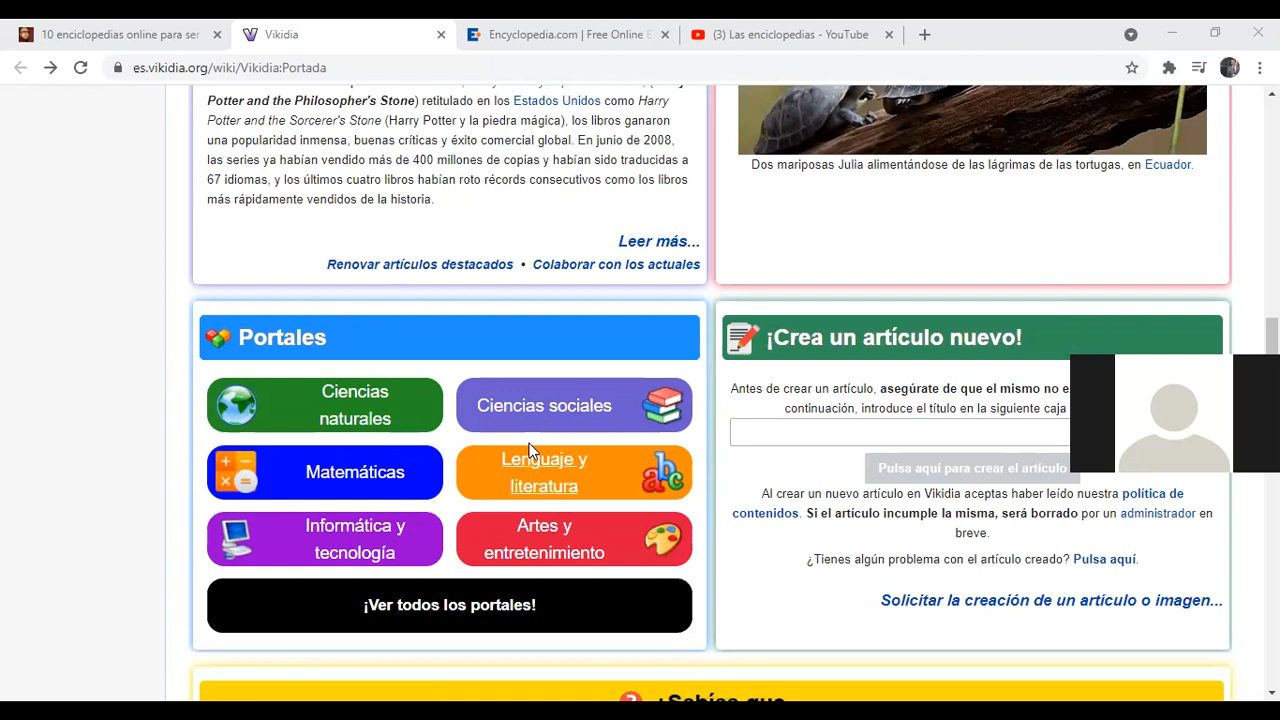 10 enciclopedias online para ser
Vikidia
Encyclopedia.com | Free Online E
(3) Las enciclopedias - YouTube
es.vikidia.org/wiki/Vikidia:Portada
Potter and the Philosopher's Stone) retitulado en los Estados Unidos como Harry
Potter and the Sorcerer's Stone (Harry Potter y la piedra mágica), los libros ganaron
una popularidad inmensa, buenas críticas y éxito comercial global. En junio de 2008,
las series ya habían vendido más de 400 millones de copias y habían sido traducidas a
67 idiomas, y los últimos cuatro libros habían roto récords consecutivos como los libros
más rápidamente vendidos de la historia.
Leer más...
Renovar artículos destacados • Colaborar con los actuales
Dos mariposas Julia alimentándose de las lágrimas de las tortugas, en Ecuador.
Portales
Ciencias
naturales
Ciencias sociales
Matemáticas
Lenguaje y
literatura
Informática y
tecnología
Artes y
entretenimiento
¡Ver todos los portales!
¡Crea un artículo nuevo!
Antes de crear un artículo, asegúrate de que el mismo no
continuación, introduce el título en la siguiente caja
Pulsa aquí para crear el artículo
Al crear un nuevo artículo en Vikidia aceptas haber leído nuestra política de
contenidos. Si el artículo incumple la misma, será borrado por un administrador en
breve.
¿Tienes algún problema con el artículo creado? Pulsa aquí.
Solicitar la creación de un artículo o imagen...
¿Sabías que